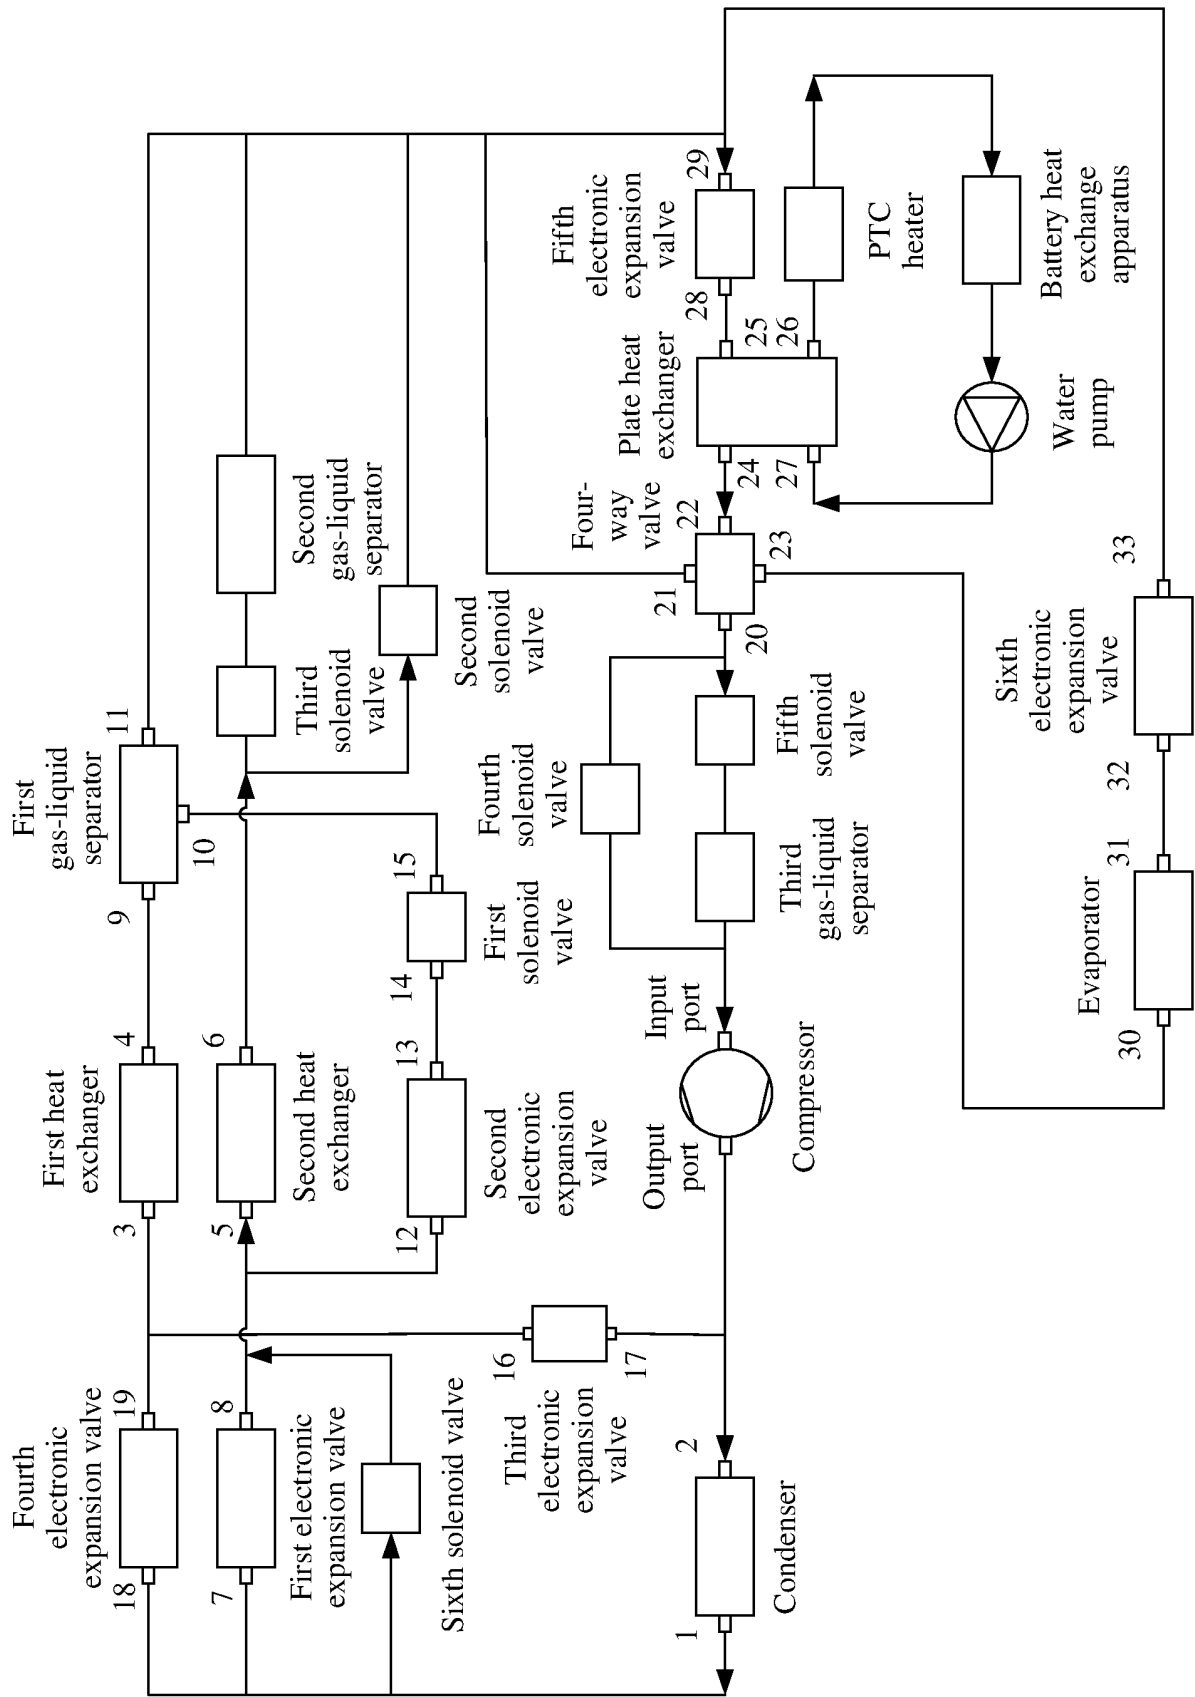 Fourth
electronic
expansion valve
18
19
3
First heat
exchanger
4
9
First
gas-liquid
separator
10
11
7
8
First electronic
expansion valve
5
Second heat
exchanger
6
Third
solenoid
valve
Second
gas-liquid
separator
Sixth solenoid valve
12
Second
electronic
expansion
valve
13
14
First
solenoid
valve
15
Second
solenoid
valve
16
17
Third
electronic
expansion
valve
1
Condenser
2
Output
port
Compressor
Input
port
Fourth
solenoid
valve
Third
gas-liquid
separator
Fifth
solenoid
valve
20
21
22
23
Four-
way
valve
24
25
26
27
Plate heat
exchanger
28
29
Fifth
electronic
expansion
valve
PTC
heater
Water
pump
Battery heat
exchange
apparatus
30
Evaporator
31
32
Sixth
electronic
expansion
valve
33